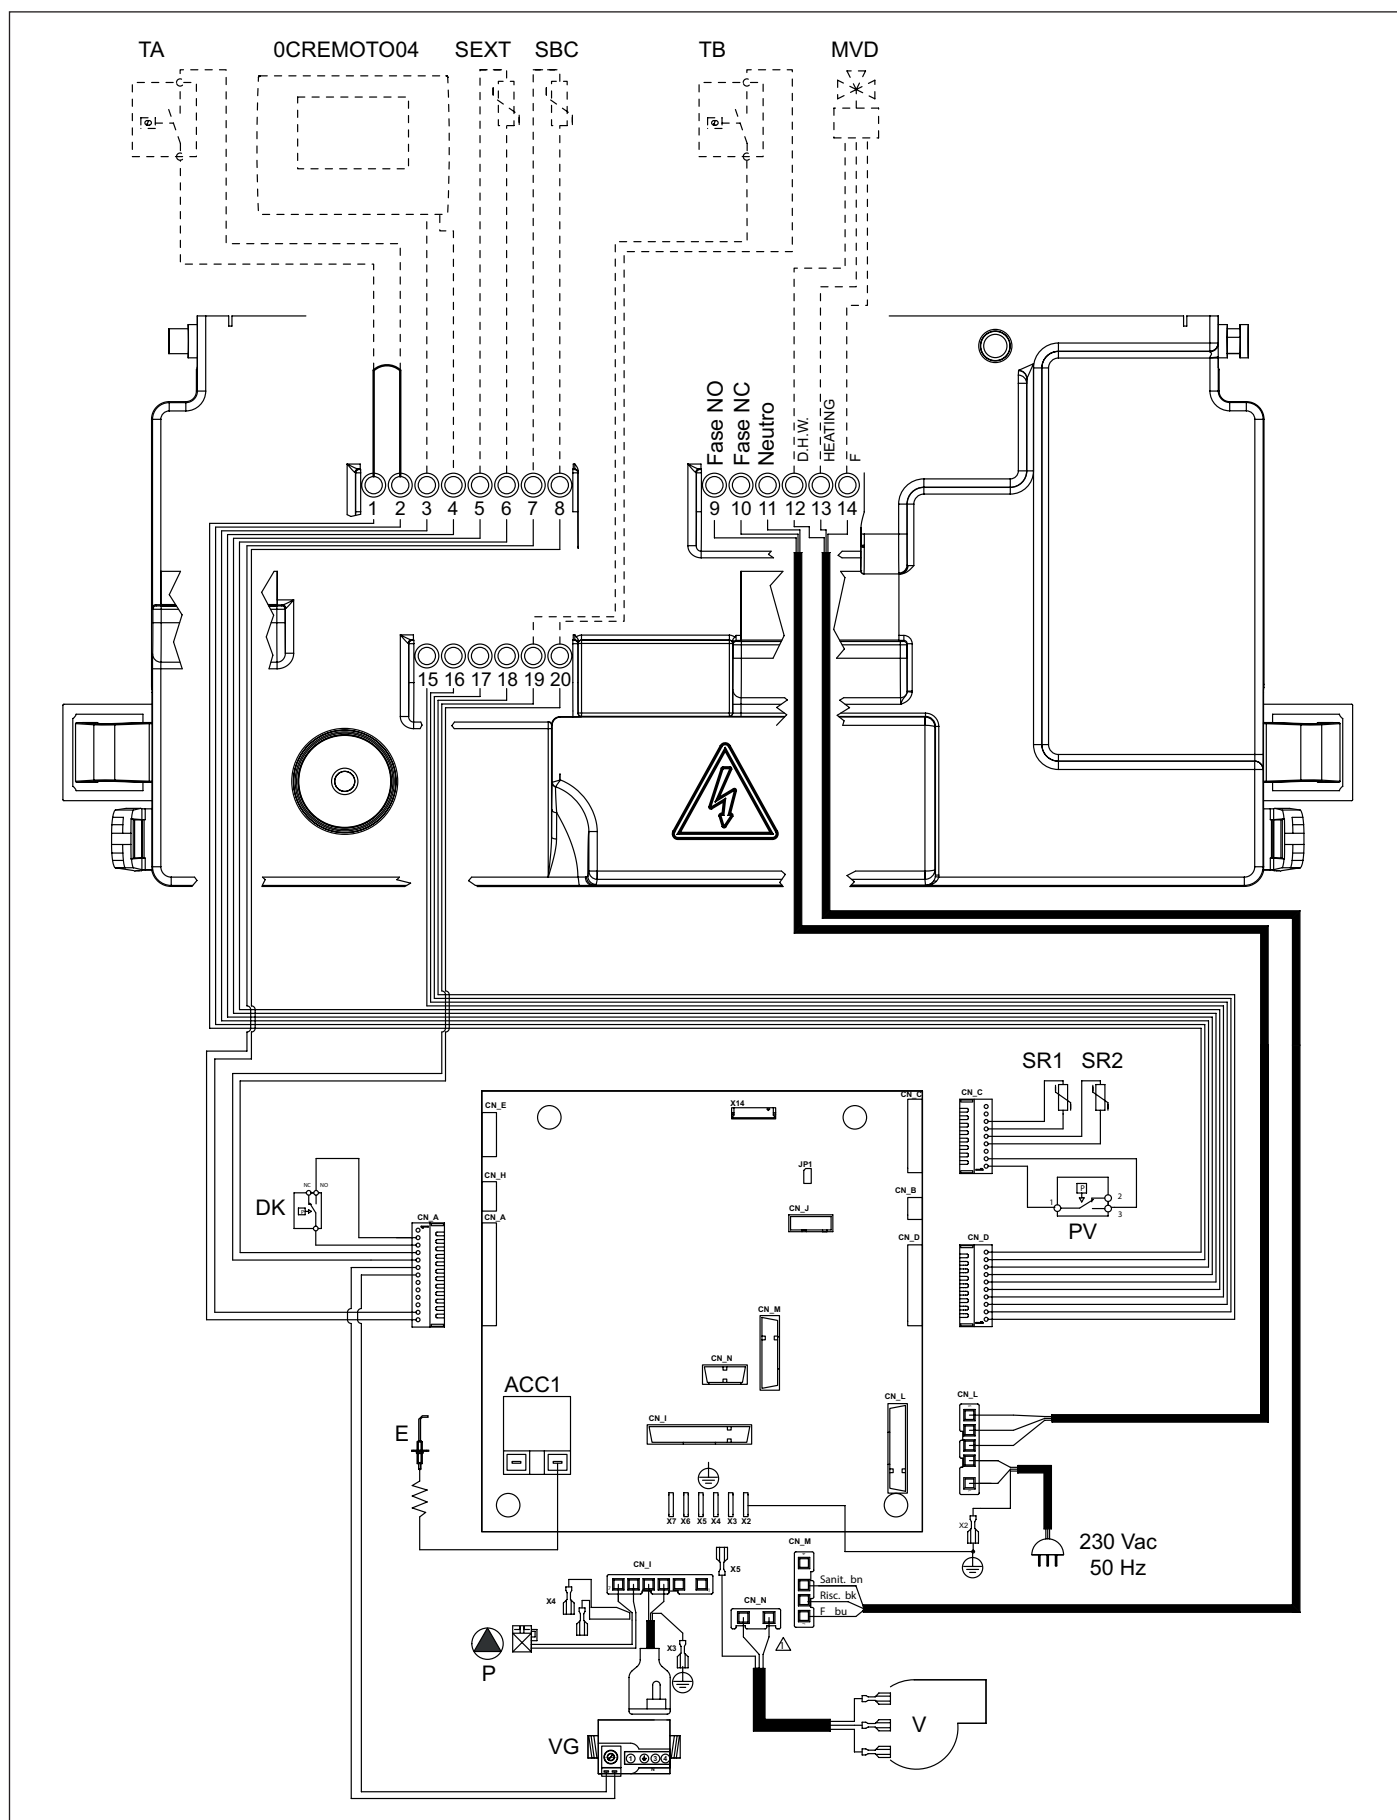 TA 0CREMOTO04 SEXT SBC TB MVD
Fase NO
Fase NC
Neutro
D.H.W.
HEATING
F
1 2 3 4 5 6 7 8
9 10 11 12 13 14
15 16 17 18 19 20
SR1 SR2
CN_E
X14
CN_C
CN_C
JP1
CN_H
CN_B
P
1
2
3
PV
NC NO
DK
P
CN_A
CN_A
CN_J
CN_D
CN_D
CN_M
CN_N
ACC1
CN_L
CN_L
CN_I
E
X7 X6 X5 X4 X3 X2
X2
230 Vac
50 Hz
CN_M
CN_I
X5
Sanit. bn
Risc. bk
F bu
X4
CN_N
1
X3
P
V
VG
1 3 4